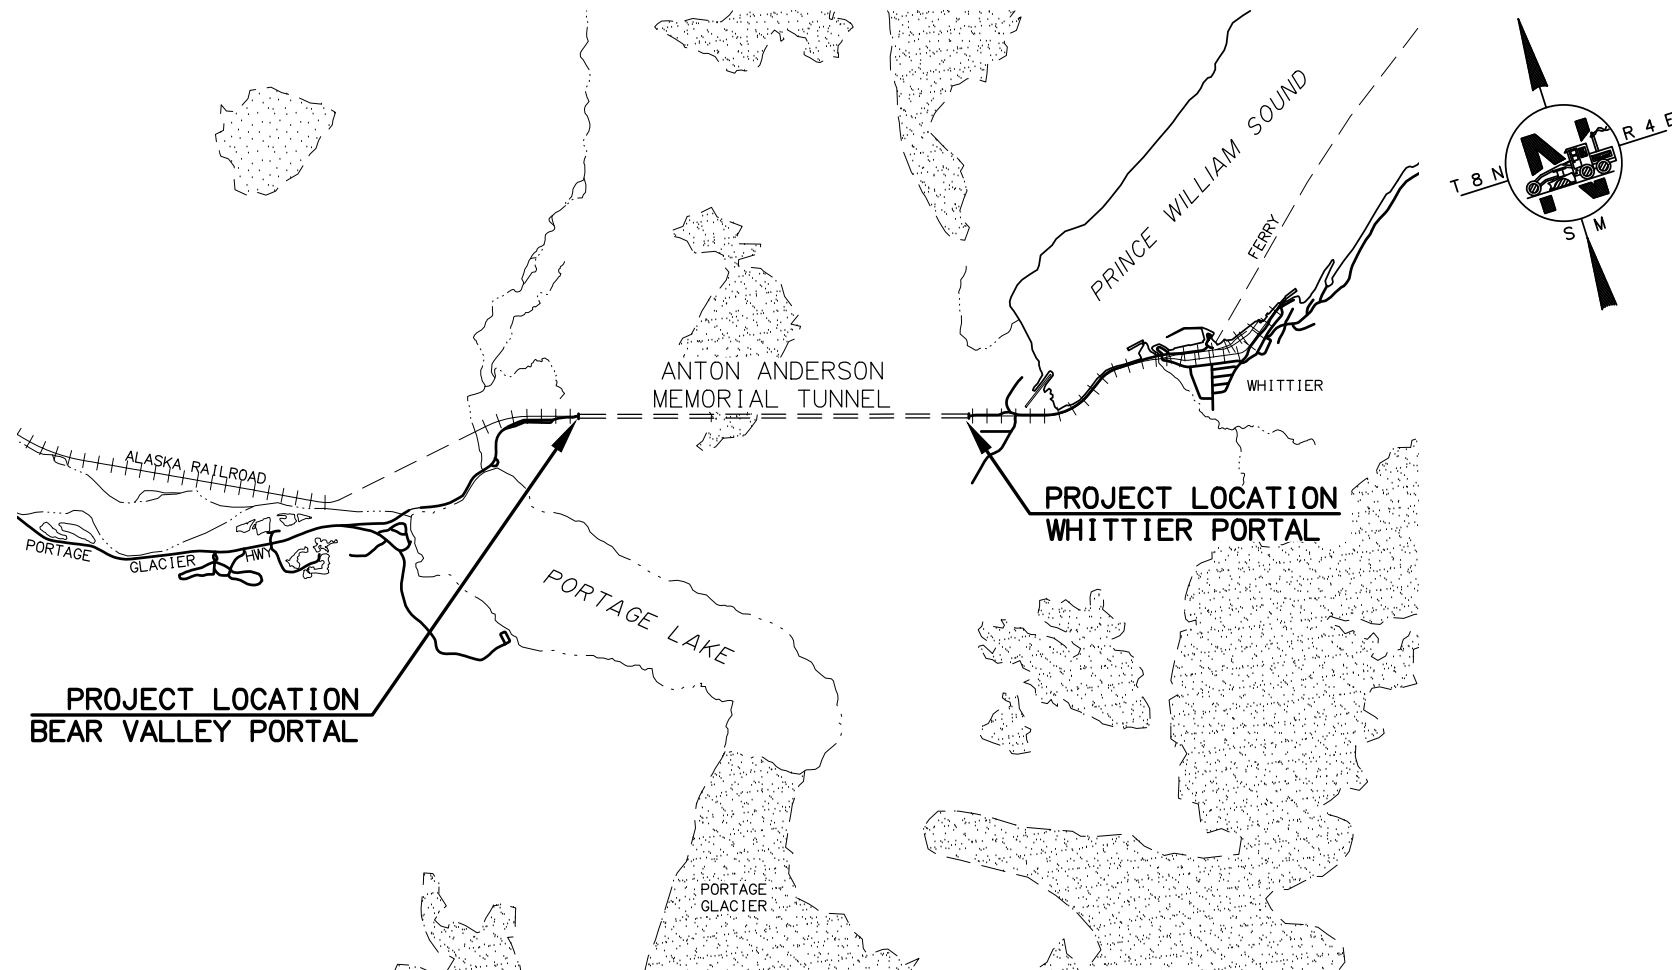 PRINCE WILLIAM SOUND
FERRY
R 4 E
T 8 N
N
S M
ANTON ANDERSON
MEMORIAL TUNNEL
WHITTIER
ALASKA RAILROAD
PROJECT LOCATION
WHITTIER PORTAL
PORTAGE GLACIER HWY
PORTAGE LAKE
PROJECT LOCATION
BEAR VALLEY PORTAL
PORTAGE
GLACIER